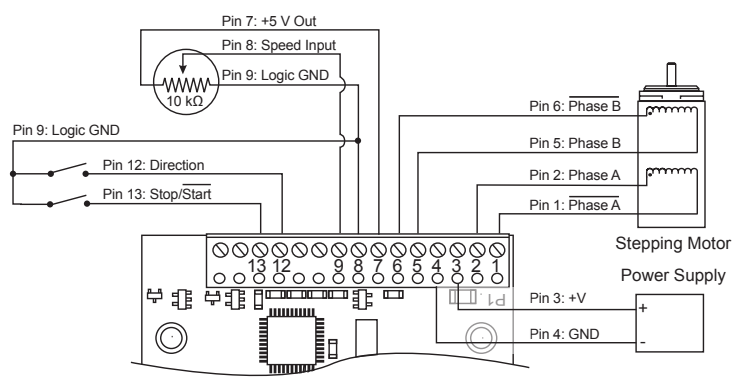 Pin 7: +5 V Out
Pin 8: Speed Input
Pin 9: Logic GND
10 kΩ
Pin 9: Logic GND
Pin 12: Direction
Pin 13: Stop/Start
Pin 6: Phase B
Pin 5: Phase B
Pin 2: Phase A
Pin 1: Phase A
Stepping Motor
Power Supply
13 12 9 8 7 6 5 4 3 2 1
P1
Pin 3: +V
+
Pin 4: GND
-